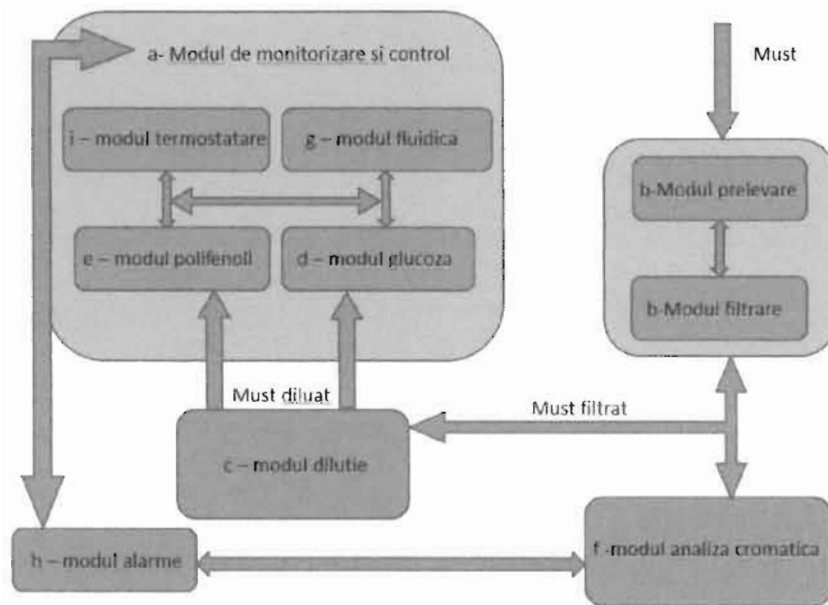 a- Modul de monitorizare si control
Must
i – modul termostatare
g – modul fluidica
b-Modul prelevare
e – modul polifenoli
d – modul glucoza
b-Modul filtrare
Must diluat
Must filtrat
c – modul dilutie
h – modul alarme
f -modul analiza cromatica